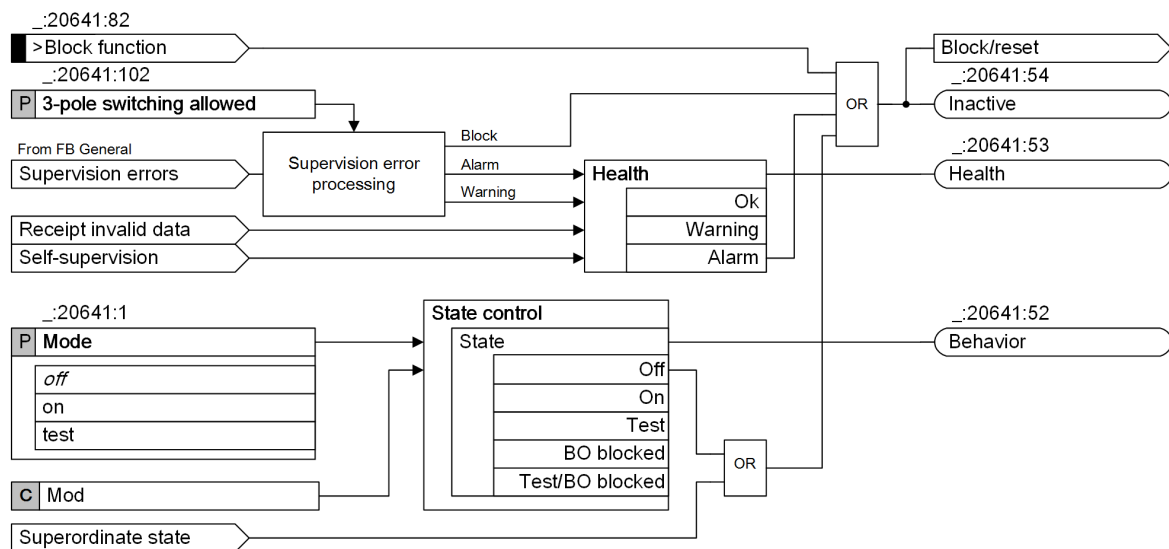 _:20641:82
>Block function
_:20641:102
P 3-pole switching allowed
From FB General
Supervision errors
Supervision error
processing
Block
Alarm
Warning
Receipt invalid data
Self-supervision
Health
Ok
Warning
Alarm
OR
Block/reset
_:20641:54
Inactive
_:20641:53
Health
_:20641:1
P Mode
off
on
test
C Mod
Superordinate state
State control
State
Off
On
Test
BO blocked
Test/BO blocked
OR
_:20641:52
Behavior